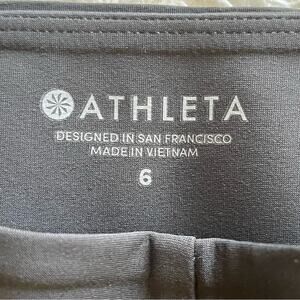 ATHLETA
DESIGNED IN SAN FRANCISCO
MADE IN VIETNAM
6